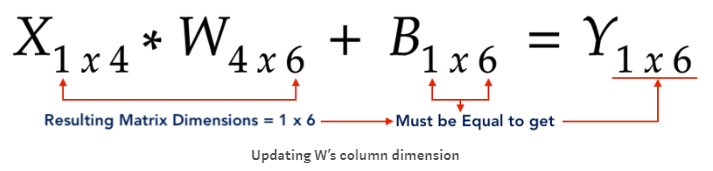 X₁ ₓ ₄ * W₄ ₓ ₆ + B₁ ₓ ₆ = Y₁ ₓ ₆
Resulting Matrix Dimensions = 1 x 6 Must be Equal to get
Updating W’s column dimension